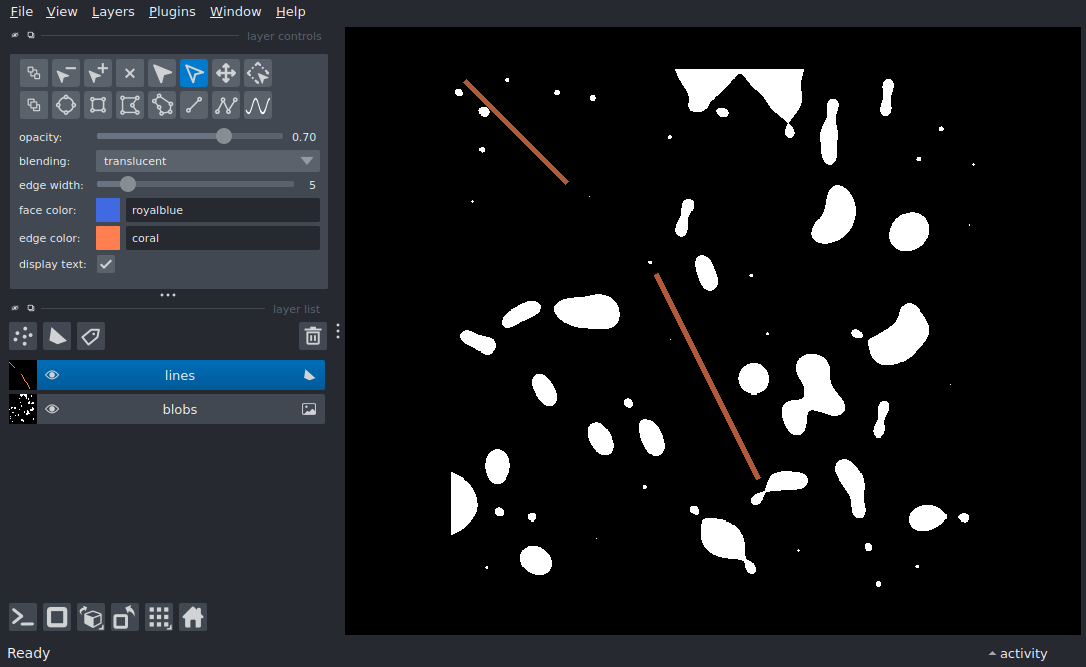 File View Layers Plugins Window Help
layer controls
opacity: 0.70
blending: translucent
edge width: 5
face color: royalblue
edge color: coral
display text:
layer list
lines
blobs
Ready
activity